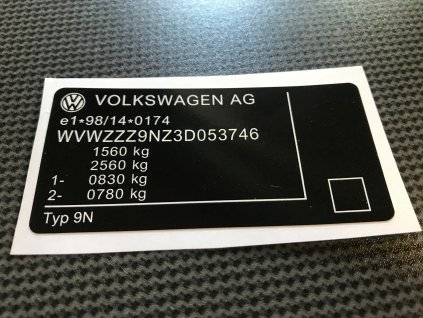 VOLKSWAGEN AG
e1*98/14*0174
WVWZZZ9NZ3D053746
1560 kg
2560 kg
1- 0830 kg
2- 0780 kg
Typ 9N